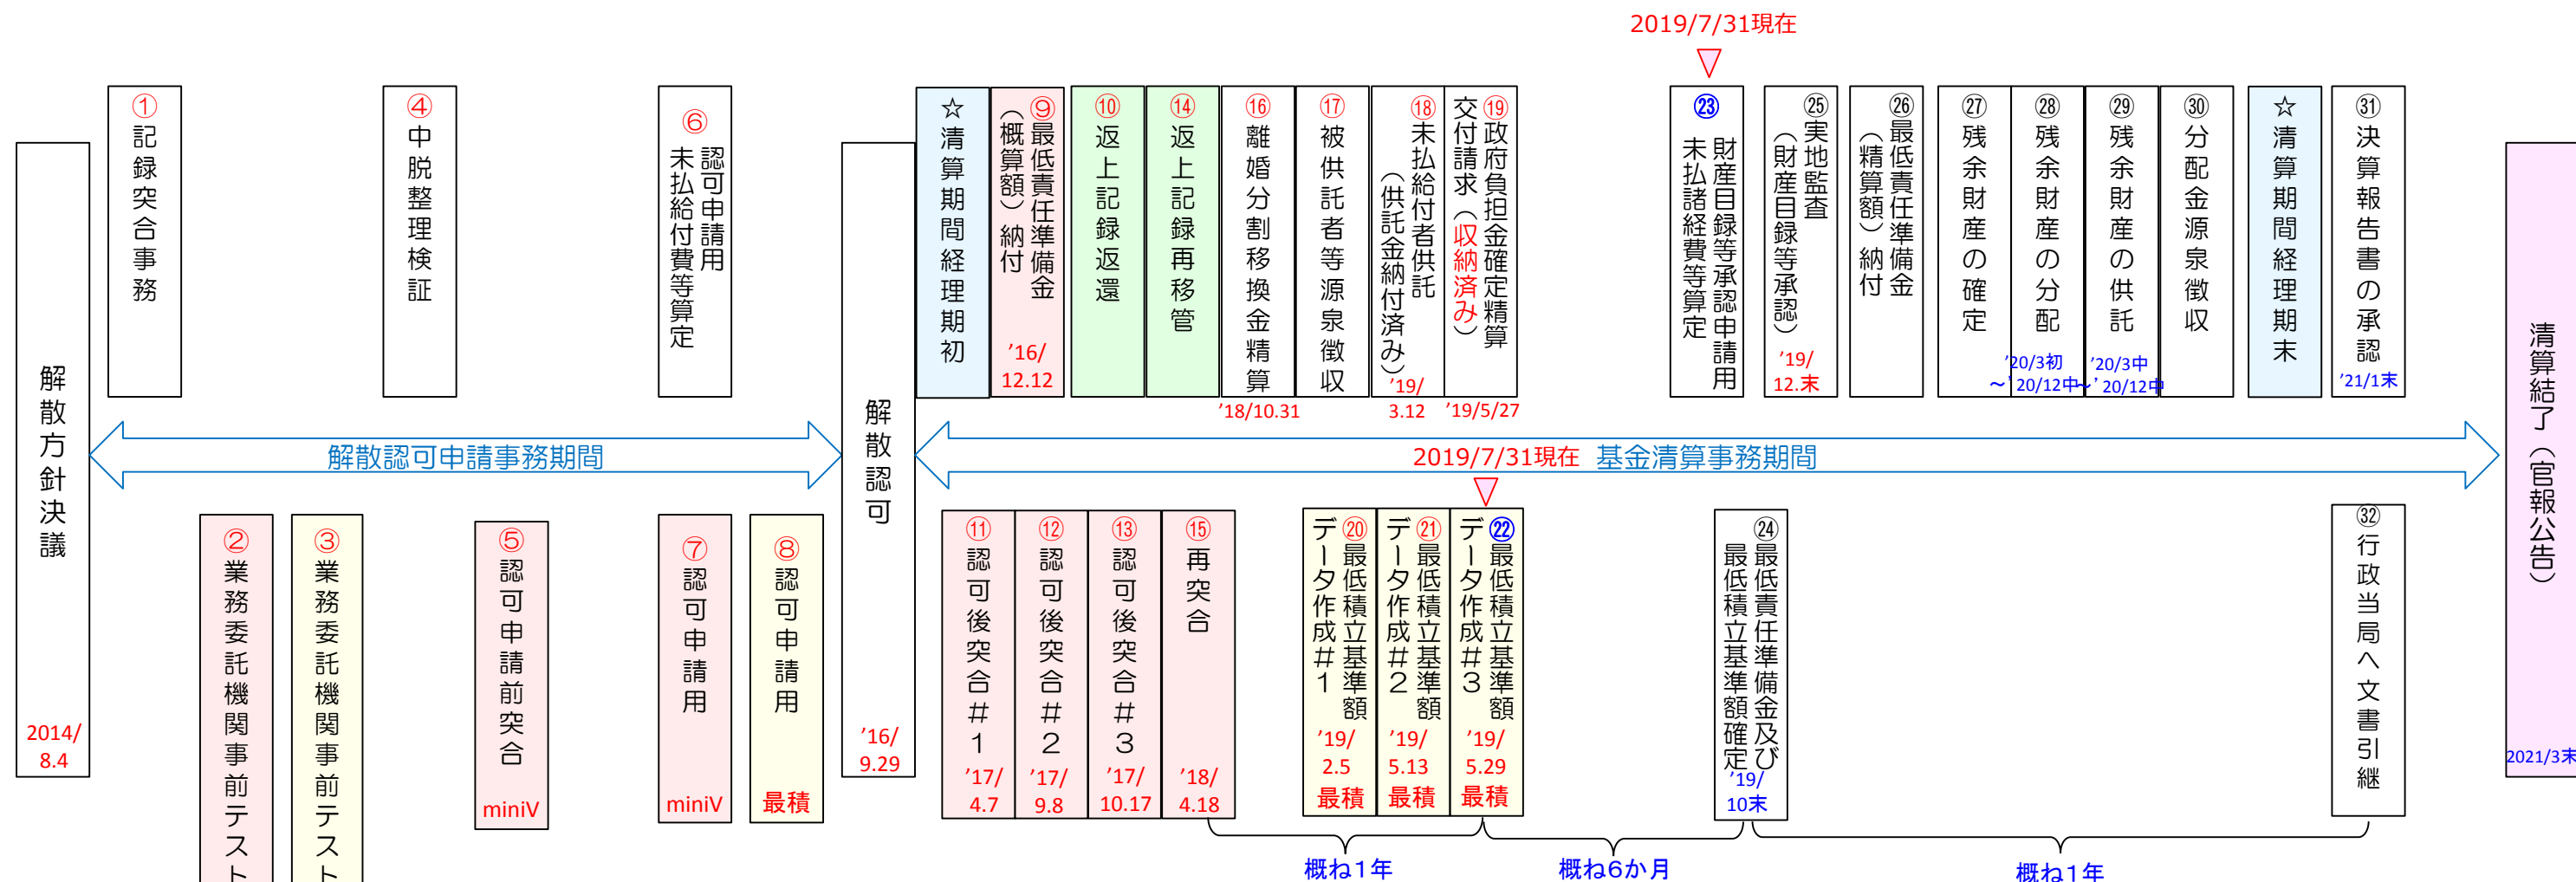 2019/7/31現在
解散方針決議
2014/
8.4
①記録突合事務
④中脱整理検証
⑥
認可申請用
未払給付費等算定
解散認可
’16/
9.29
☆清算期間経理期初
⑨最低責任準備金
（概算額）納付
’16/
12.12
⑩返上記録返還
⑭返上記録再移管
⑯離婚分割移換金精算
’18/10.31
⑰被供託者等源泉徴収
⑱未払給付者供託
（供託金納付済み）
’19/
3.12
⑲政府負担金確定精算
交付請求（収納済み）
’19/5/27
㉓
財産目録等承認申請用
未払諸経費等算定
㉕実地監査
（財産目録等承認）
’19/
12.末
㉖最低責任準備金
（精算額）納付
㉗残余財産の確定
㉘残余財産の分配
’20/3初
～’20/12中
㉙残余財産の供託
’20/3中
～’20/12中
㉚分配金源泉徴収
☆清算期間経理期末
㉛決算報告書の承認
’21/1末
清算結了（官報公告）
2021/3末
解散認可申請事務期間
2019/7/31現在
基金清算事務期間
②業務委託機関事前テスト
③業務委託機関事前テスト
⑤認可申請前突合
miniV
⑦認可申請用
miniV
⑧認可申請用
最積
⑪認可後突合＃１
’17/
4.7
⑫認可後突合＃２
’17/
9.8
⑬認可後突合＃３
’17/
10.17
⑮再突合
’18/
4.18
⑳最低積立基準額
データ作成＃１
’19/
2.5
最積
㉑最低積立基準額
データ作成＃２
’19/
5.13
最積
㉒最低積立基準額
データ作成＃３
’19/
5.29
最積
㉔最低責任準備金及び
最低積立基準額確定
’19/
10末
㉜行政当局へ文書引継
概ね1年
概ね6か月
概ね1年